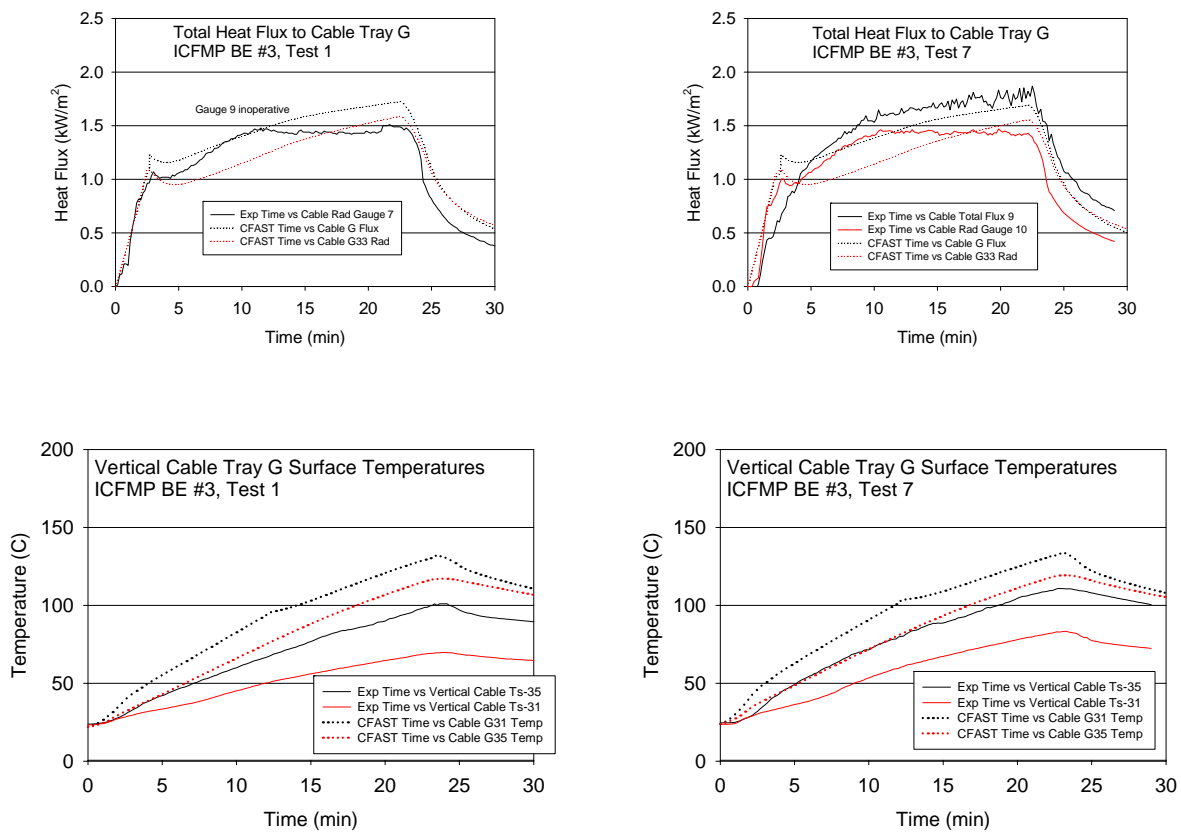 Total Heat Flux to Cable Tray G
ICFMP BE #3, Test 1
Heat Flux (kW/m²)
2.5
2.0
1.5
1.0
0.5
0.0
Gauge 9 inoperative
Exp Time vs Cable Rad Gauge 7
CFAST Time vs Cable G Flux
CFAST Time vs Cable G33 Rad
0 5 10 15 20 25 30
Time (min)
Total Heat Flux to Cable Tray G
ICFMP BE #3, Test 7
Heat Flux (kW/m²)
2.5
2.0
1.5
1.0
0.5
0.0
Exp Time vs Cable Total Flux 9
Exp Time vs Cable Rad Gauge 10
CFAST Time vs Cable G Flux
CFAST Time vs Cable G33 Rad
0 5 10 15 20 25 30
Time (min)
Vertical Cable Tray G Surface Temperatures
ICFMP BE #3, Test 1
Temperature (C)
200
150
100
50
0
Exp Time vs Vertical Cable Ts-35
Exp Time vs Vertical Cable Ts-31
CFAST Time vs Cable G31 Temp
CFAST Time vs Cable G35 Temp
0 5 10 15 20 25 30
Time (min)
Vertical Cable Tray G Surface Temperatures
ICFMP BE #3, Test 7
Temperature (C)
200
150
100
50
0
Exp Time vs Vertical Cable Ts-35
Exp Time vs Vertical Cable Ts-31
CFAST Time vs Cable G31 Temp
CFAST Time vs Cable G35 Temp
0 5 10 15 20 25 30
Time (min)